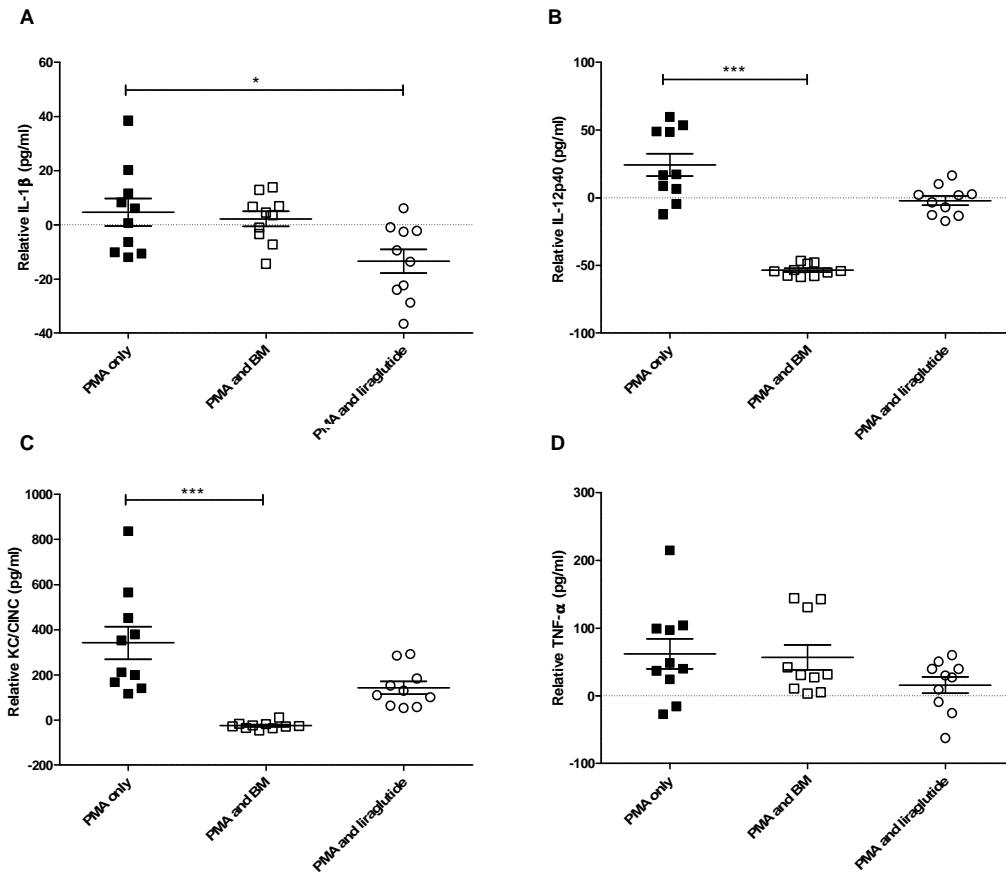 A
Relative IL-1β (pg/ml)
60
40
20
0
-20
-40
*
PMA only
PMA and BM
PMA and liraglutide
B
Relative IL-12p40 (pg/ml)
100
50
0
-50
-100
***
PMA only
PMA and BM
PMA and liraglutide
C
Relative KC/CINC (pg/ml)
1000
800
600
400
200
0
-200
***
PMA only
PMA and BM
PMA and liraglutide
D
Relative TNF-α (pg/ml)
300
200
100
0
-100
PMA only
PMA and BM
PMA and liraglutide